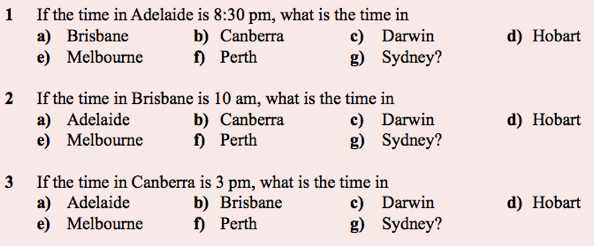 1 If the time in Adelaide is 8:30 pm, what is the time in
a) Brisbane b) Canberra c) Darwin d) Hobart
e) Melbourne f) Perth g) Sydney?
2 If the time in Brisbane is 10 am, what is the time in
a) Adelaide b) Canberra c) Darwin d) Hobart
e) Melbourne f) Perth g) Sydney?
3 If the time in Canberra is 3 pm, what is the time in
a) Adelaide b) Brisbane c) Darwin d) Hobart
e) Melbourne f) Perth g) Sydney?